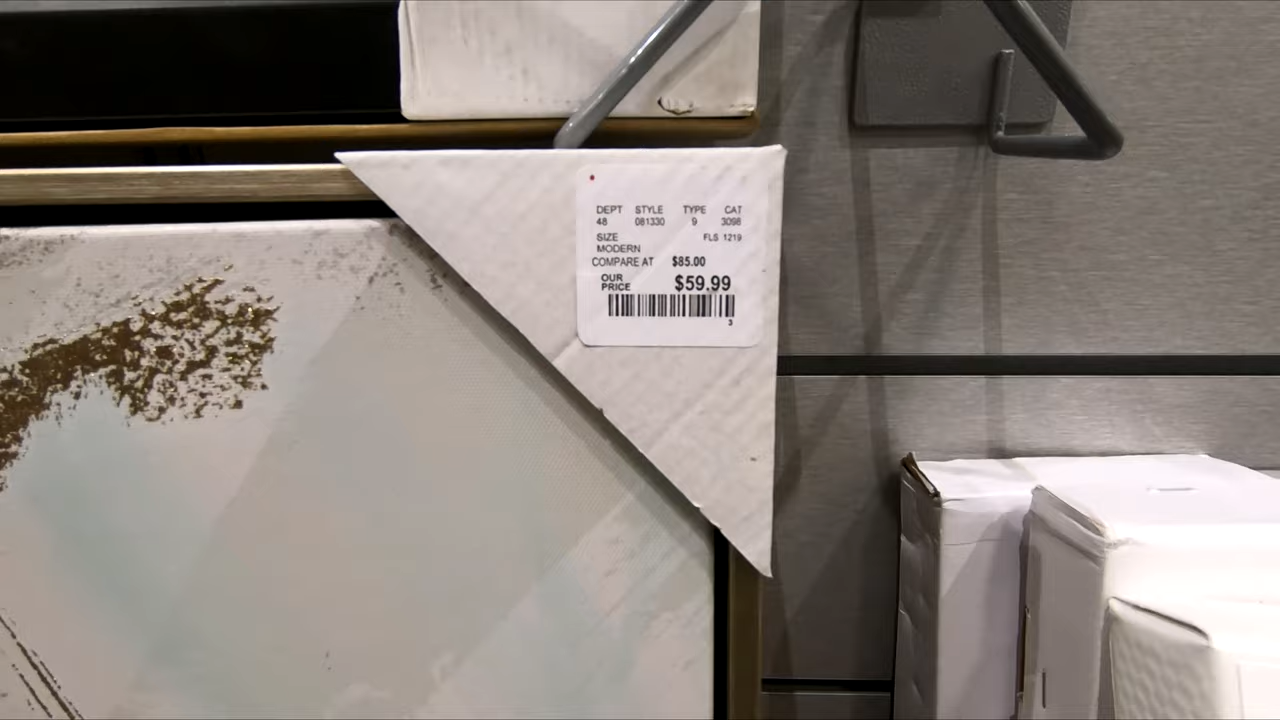 DEPT STYLE TYPE CAT
48 081330 9 3098
SIZE FLS 1219
MODERN
COMPARE AT $85.00
OUR PRICE $59.99
3